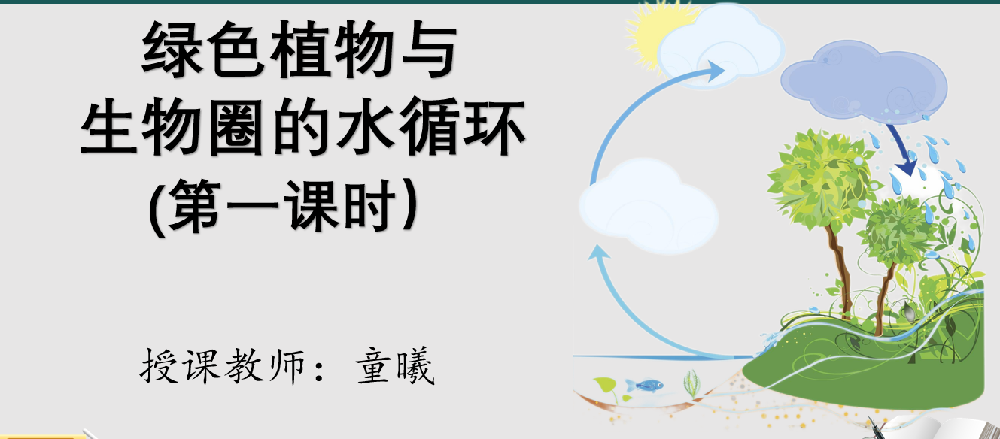 绿色植物与
生物圈的水循环
(第一课时）
授课教师：童曦